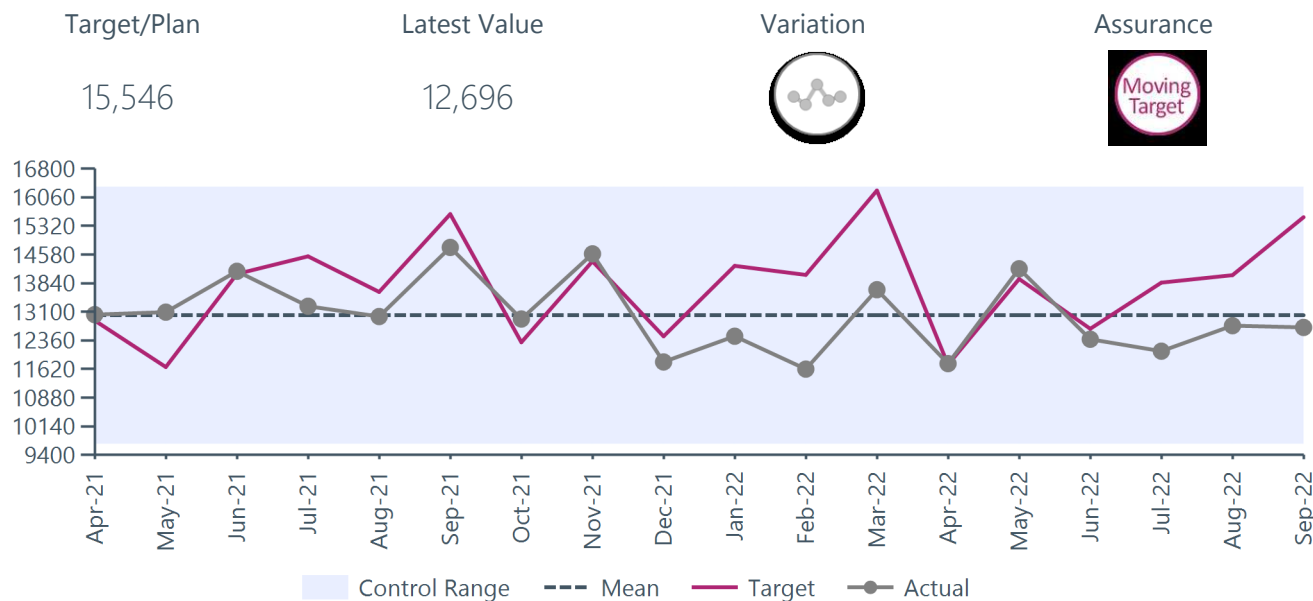 Target/Plan Latest Value Variation Assurance
15,546 12,696
Moving
Target
16800
16060
15320
14580
13840
13100
12360
11620
10880
10140
9400
Apr-21 May-21 Jun-21 Jul-21 Aug-21 Sep-21 Oct-21 Nov-21 Dec-21 Jan-22 Feb-22 Mar-22 Apr-22 May-22 Jun-22 Jul-22 Aug-22 Sep-22
Control Range Mean Target Actual